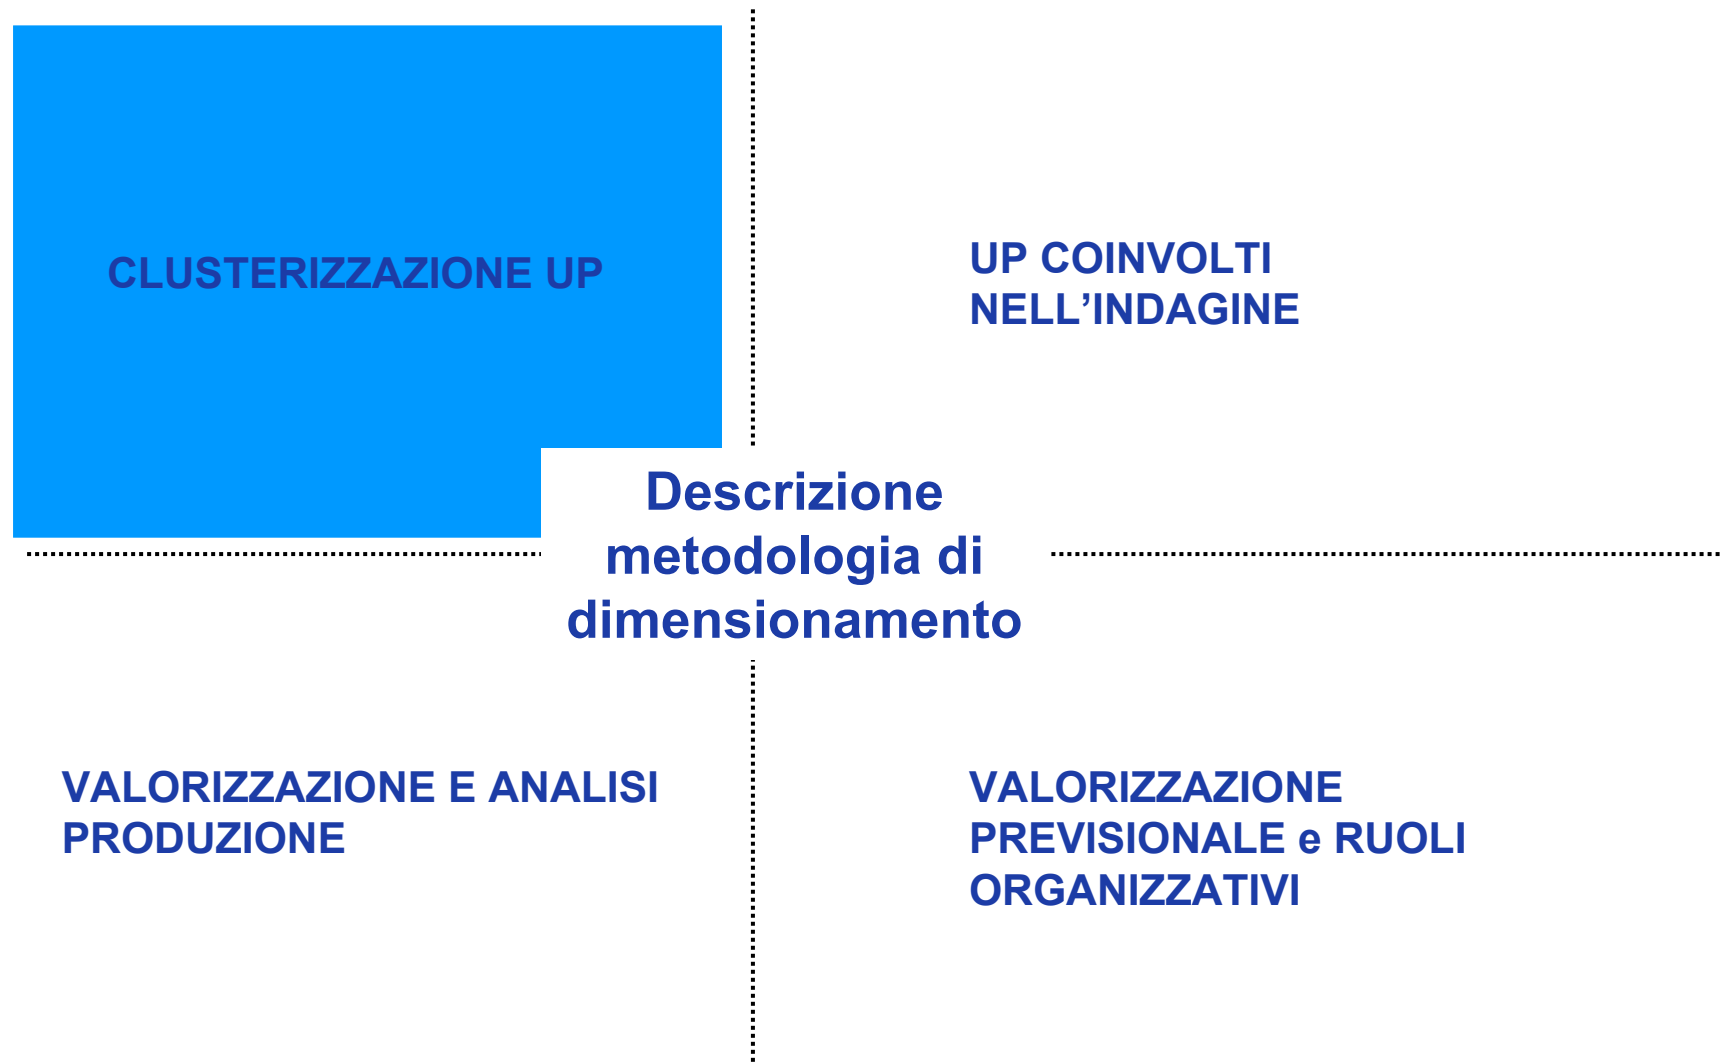 CLUSTERIZZAZIONE UP
UP COINVOLTI
NELL’INDAGINE
Descrizione
metodologia di
dimensionamento
VALORIZZAZIONE E ANALISI
PRODUZIONE
VALORIZZAZIONE
PREVISIONALE e RUOLI
ORGANIZZATIVI